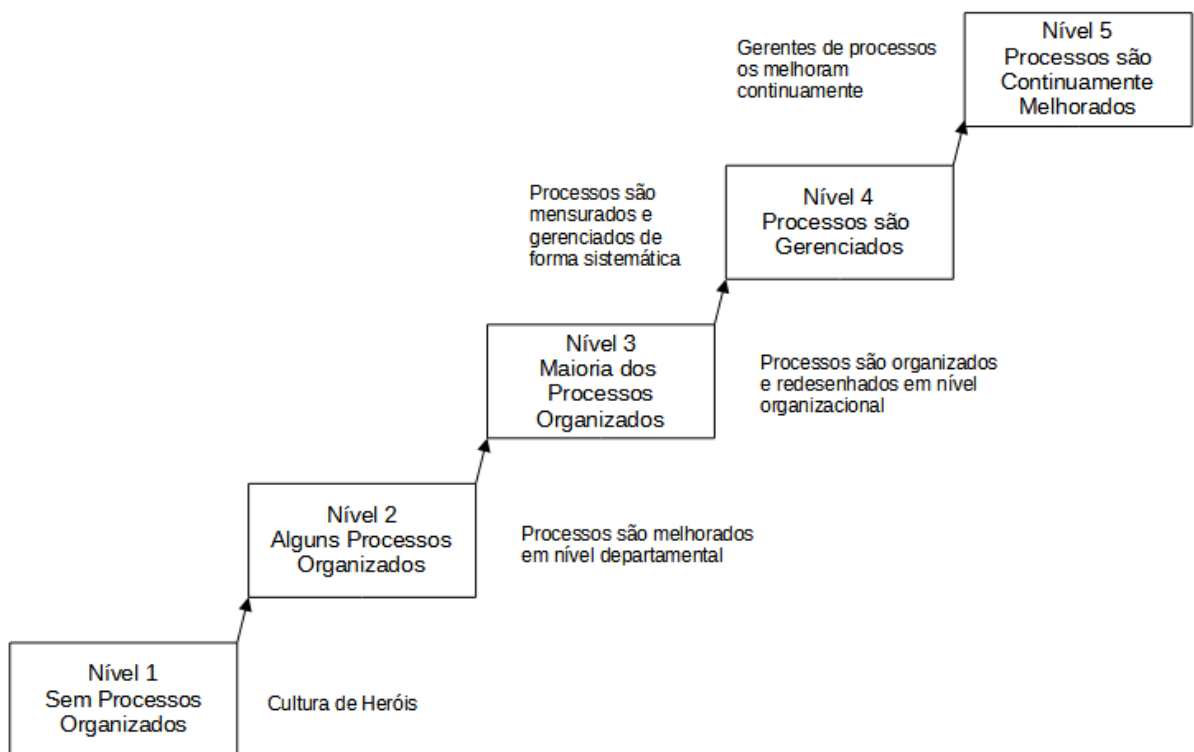 Nível 5
Processos são
Continuamente
Melhorados
Gerentes de processos
os melhoram
continuamente
Nível 4
Processos são
Gerenciados
Processos são
mensurados e
gerenciados de
forma sistemática
Nível 3
Maioria dos
Processos
Organizados
Processos são organizados
e redesenhados em nível
organizacional
Nível 2
Alguns Processos
Organizados
Processos são melhorados
em nível departamental
Nível 1
Sem Processos
Organizados
Cultura de Heróis